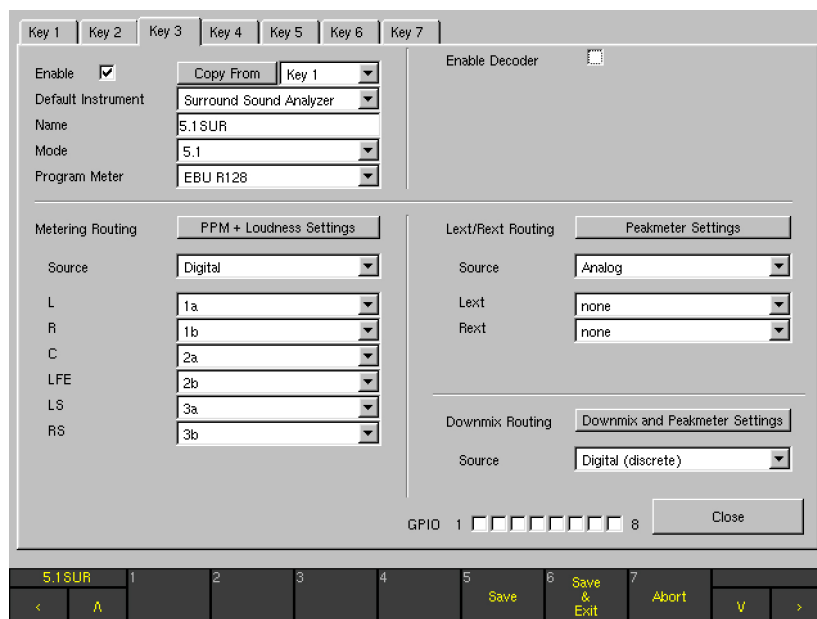 Key 1 Key 2 Key 3 Key 4 Key 5 Key 6 Key 7
Enable Copy From Key 1
Default Instrument Surround Sound Analyzer
Name 5.1SUR
Mode 5.1
Program Meter EBU R128
Enable Decoder
Metering Routing PPM + Loudness Settings
Source Digital
L 1a
R 1b
C 2a
LFE 2b
LS 3a
RS 3b
Lext/Rext Routing Peakmeter Settings
Source Analog
Lext none
Rext none
Downmix Routing Downmix and Peakmeter Settings
Source Digital (discrete)
GPIO 1 8
Close
5.1SUR 1 2 3 4 5 Save 6 Save & Exit 7 Abort
< Λ V >